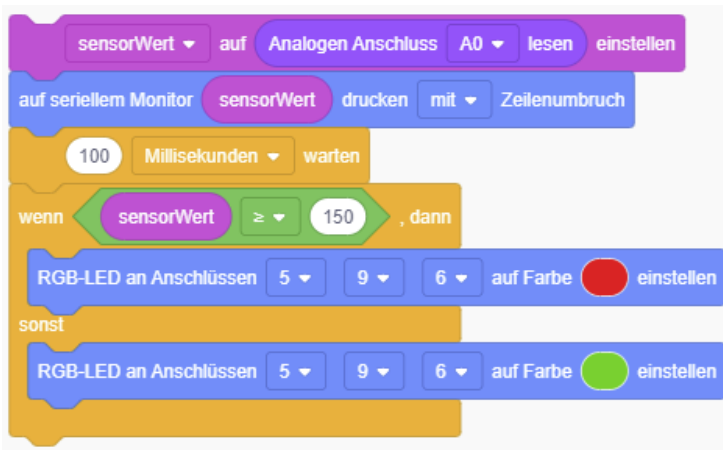 sensorWert auf Analogen Anschluss A0 lesen einstellen
auf seriellem Monitor sensorWert drucken mit Zeilenumbruch
100 Millisekunden warten
wenn sensorWert ≥ 150 , dann
RGB-LED an Anschlüssen 5 9 6 auf Farbe einstellen
sonst
RGB-LED an Anschlüssen 5 9 6 auf Farbe einstellen